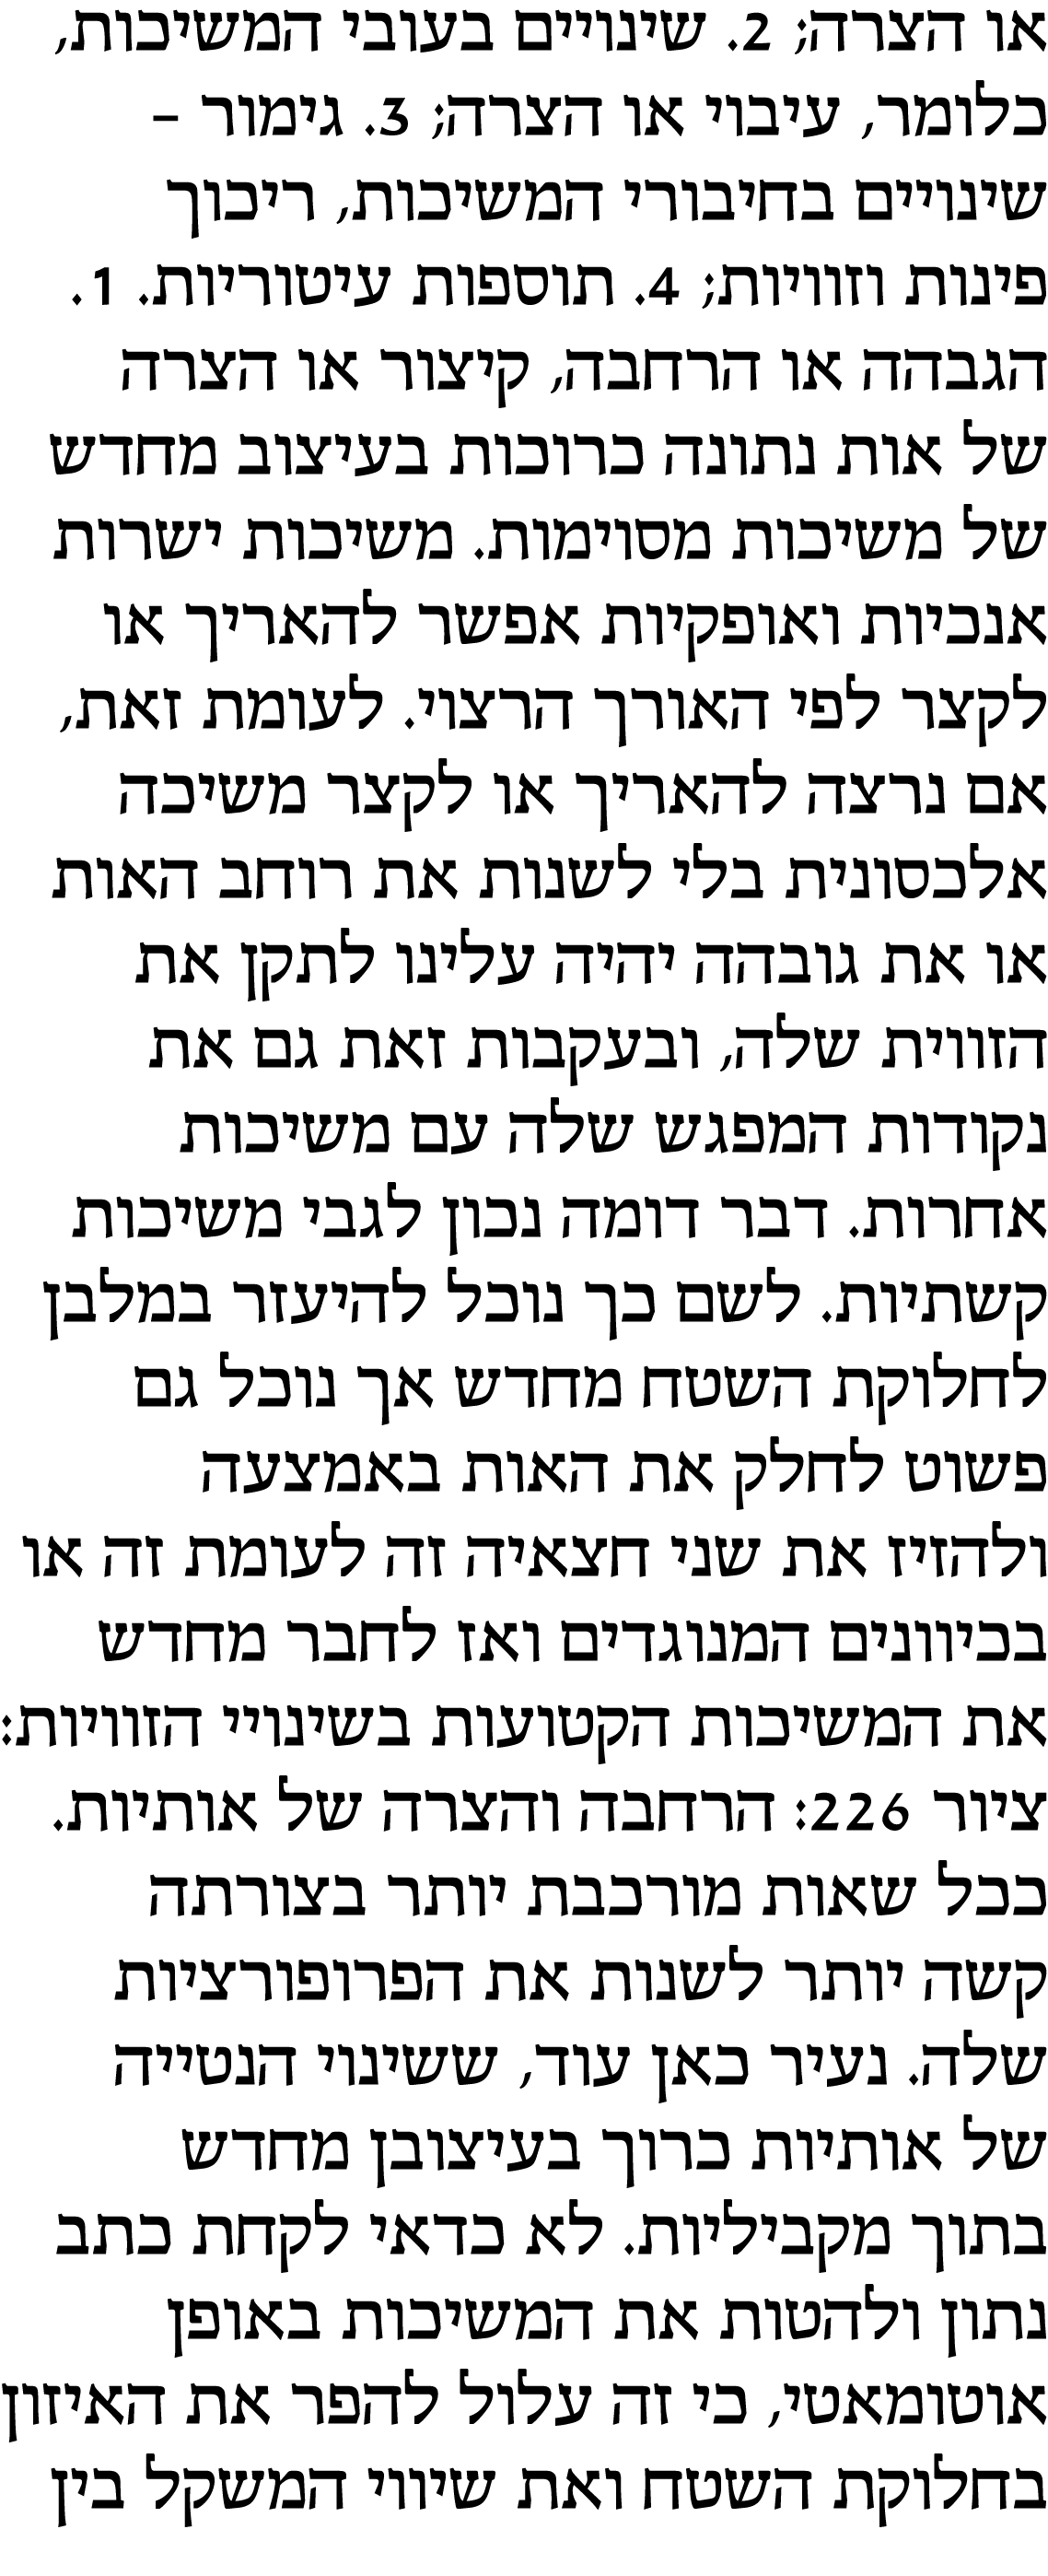 או הצרה; 2. שינויים בעובי המשיכות,
כלומר, עיבוי או הצרה; 3. גימור –
שינויים בחיבורי המשיכות, ריכוך
פינות וזוויות; 4. תוספות עיטוריות. 1.
הגבהה או הרחבה, קיצור או הצרה
של אות נתונה כרוכות בעיצוב מחדש
של משיכות מסוימות. משיכות ישרות
אנכיות ואופקיות אפשר להאריך או
לקצר לפי האורך הרצוי. לעומת זאת,
אם נרצה להאריך או לקצר משיכה
אלכסונית בלי לשנות את רוחב האות
או את גובהה יהיה עלינו לתקן את
הזווית שלה, ובעקבות זאת גם את
נקודות המפגש שלה עם משיכות
אחרות. דבר דומה נכון לגבי משיכות
קשתיות. לשם כך נוכל להיעזר במלבן
לחלוקת השטח מחדש אך נוכל גם
פשוט לחלק את האות באמצעה
ולהזיז את שני חצאיה זה לעומת זה או
בכיוונים המנוגדים ואז לחבר מחדש
את המשיכות הקטועות בשינויי הזוויות:
ציור 226: הרחבה והצרה של אותיות.
ככל שאות מורכבת יותר בצורתה
קשה יותר לשנות את הפרופורציות
שלה. נעיר כאן עוד, ששינוי הנטייה
של אותיות כרוך בעיצובן מחדש
בתוך מקביליות. לא כדאי לקחת כתב
נתון ולהטות את המשיכות באופן
אוטומאטי, כי זה עלול להפר את האיזון
בחלוקת השטח ואת שיווי המשקל בין